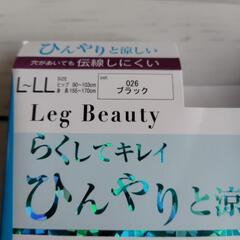 ひんやりと涼しい
穴があいても伝線しにくい
L~LL
SIZE
ヒップ:90~103cm
身長:155~170cm
col.
026
ブラック
Leg Beauty
らくしてキレイ
ひんやりと涼